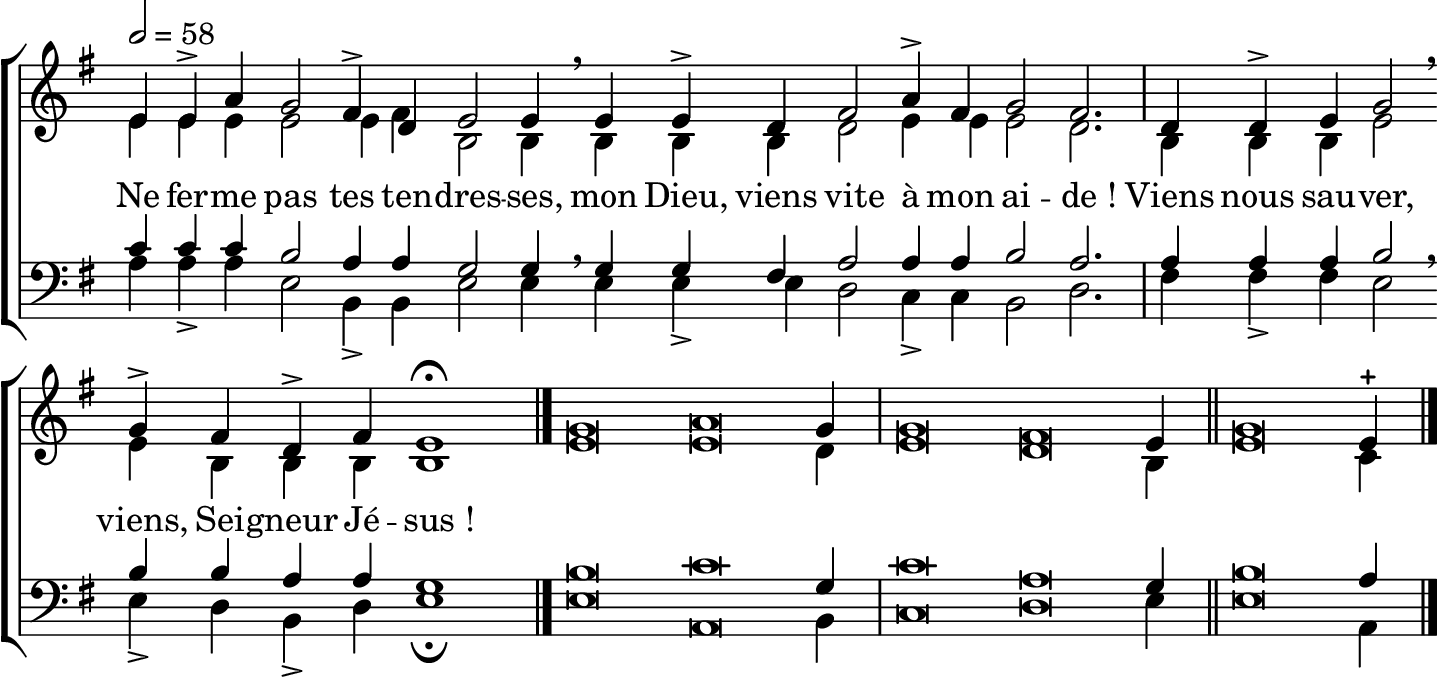 𝅗𝅥 = 58
Ne ferme pas tes tendres - ses, mon Dieu, viens vite à mon ai - de ! Viens nous sauver,
viens, Seigneur Jé - sus !